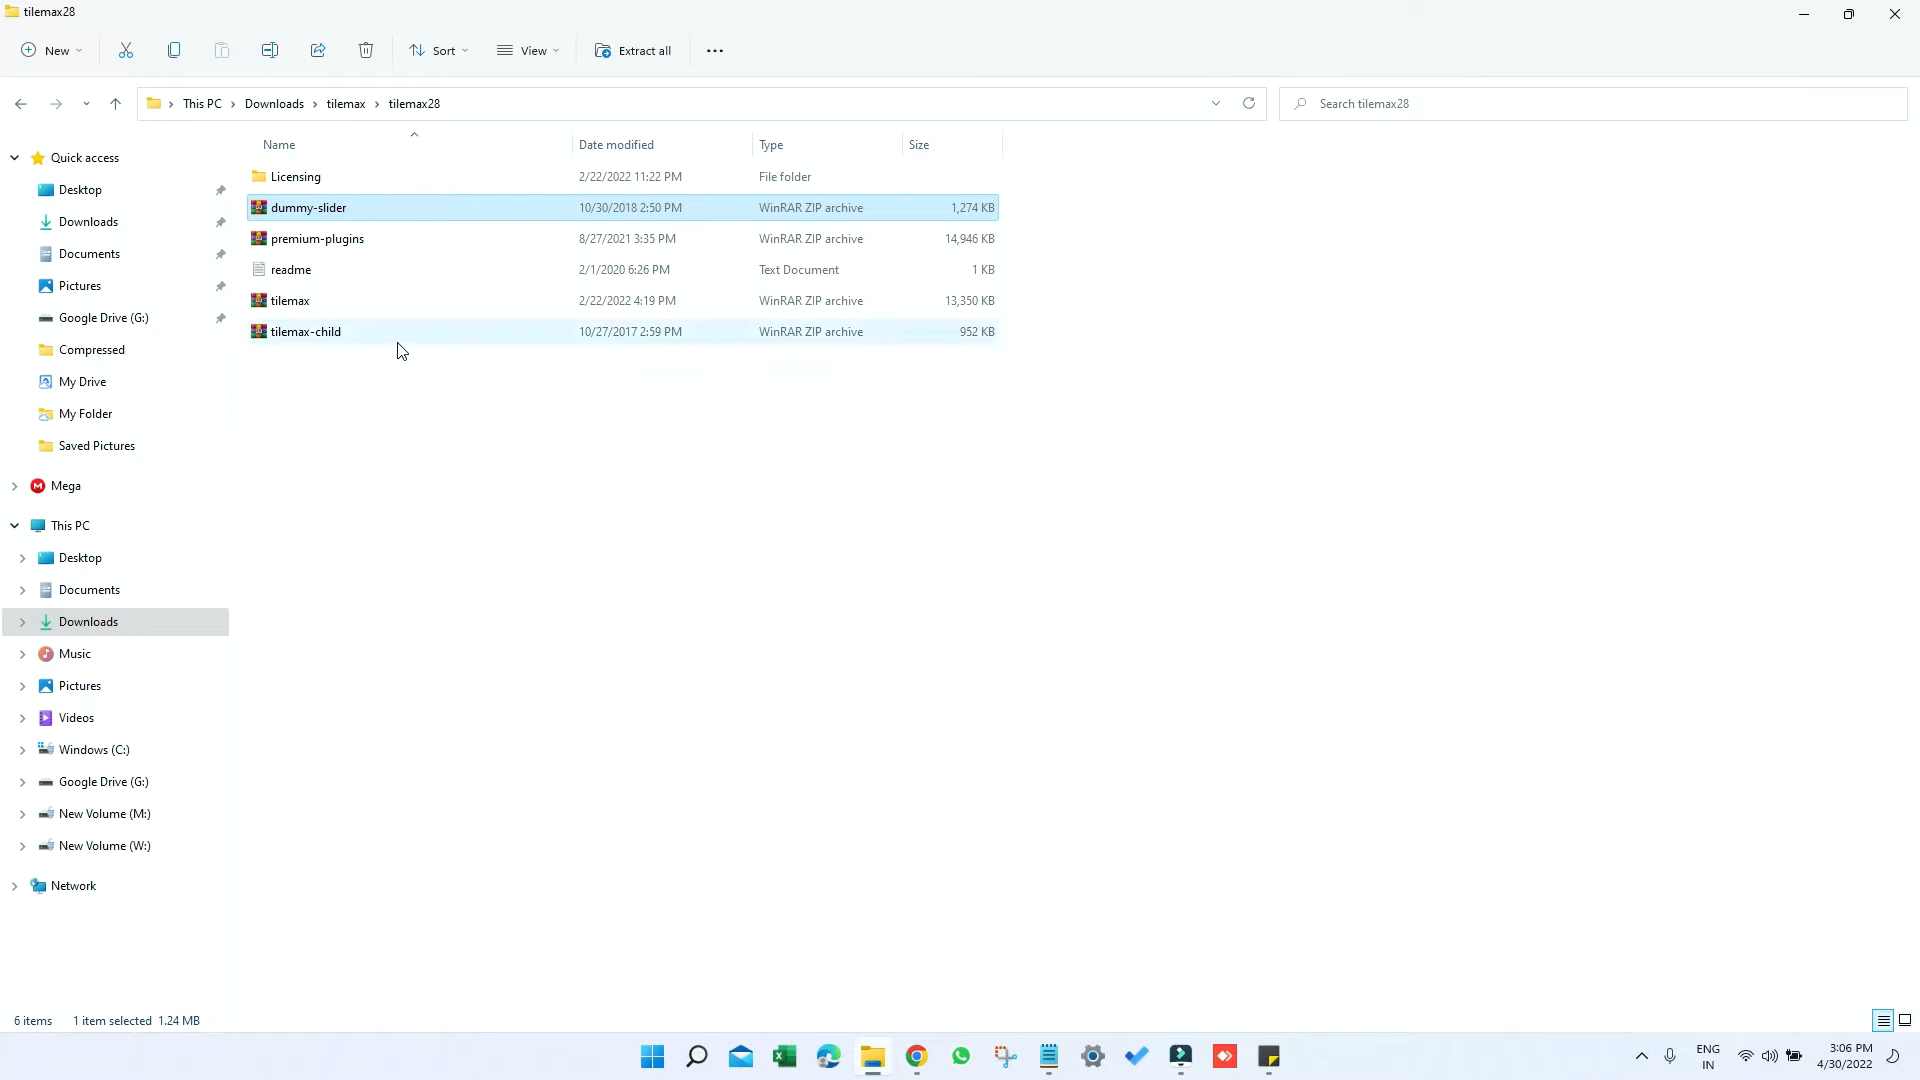 tilemax28
New
Sort
View
Extract all
This PC
Downloads
tilemax
tilemax28
Search tilemax28
Name
Date modified
Type
Size
Licensing
2/22/2022 11:22 PM
File folder
dummy-slider
10/30/2018 2:50 PM
WinRAR ZIP archive
1,274 KB
premium-plugins
8/27/2021 3:35 PM
WinRAR ZIP archive
14,946 KB
readme
2/1/2020 6:26 PM
Text Document
1 KB
tilemax
2/22/2022 4:19 PM
WinRAR ZIP archive
13,350 KB
tilemax-child
10/27/2017 2:59 PM
WinRAR ZIP archive
952 KB
Quick access
Desktop
Downloads
Documents
Pictures
Google Drive (G:)
Compressed
My Drive
My Folder
Saved Pictures
Mega
This PC
Desktop
Documents
Downloads
Music
Pictures
Videos
Windows (C:)
Google Drive (G:)
New Volume (M:)
New Volume (W:)
Network
6 items
1 item selected 1.24 MB
ENG
IN
3:06 PM
4/30/2022